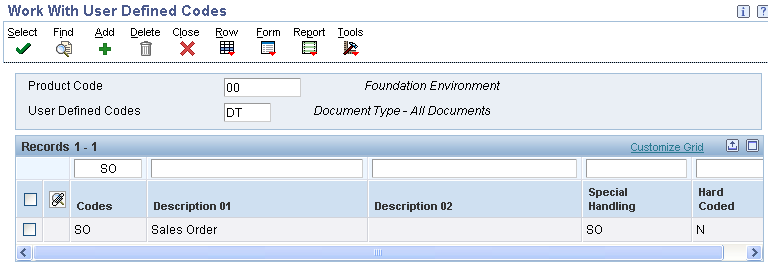 Work With User Defined Codes i ?
Select Find Add Delete Close Row Form Report Tools
Product Code 00 Foundation Environment
User Defined Codes DT Document Type - All Documents
Records 1 - 1 Customize Grid
SO
Codes Description 01 Description 02 Special Handling Hard Coded
SO Sales Order SO N